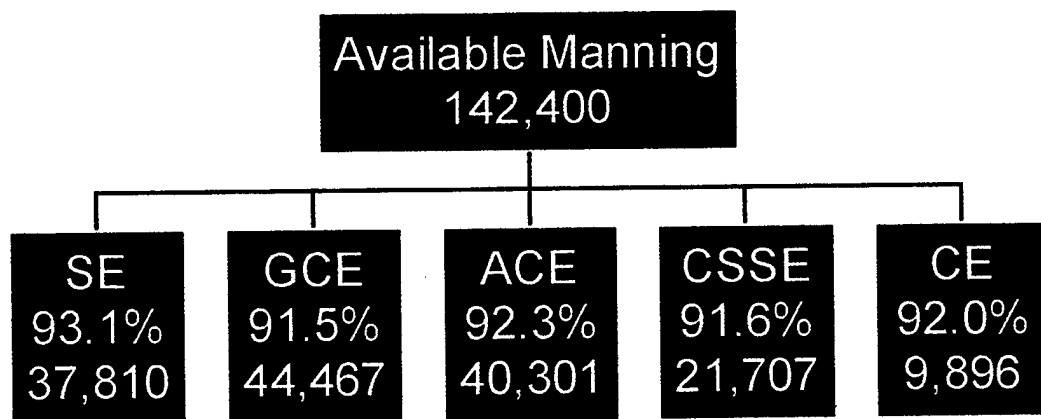 Available Manning
142,400
SE
93.1%
37,810
GCE
91.5%
44,467
ACE
92.3%
40,301
CSSE
91.6%
21,707
CE
92.0%
9,896